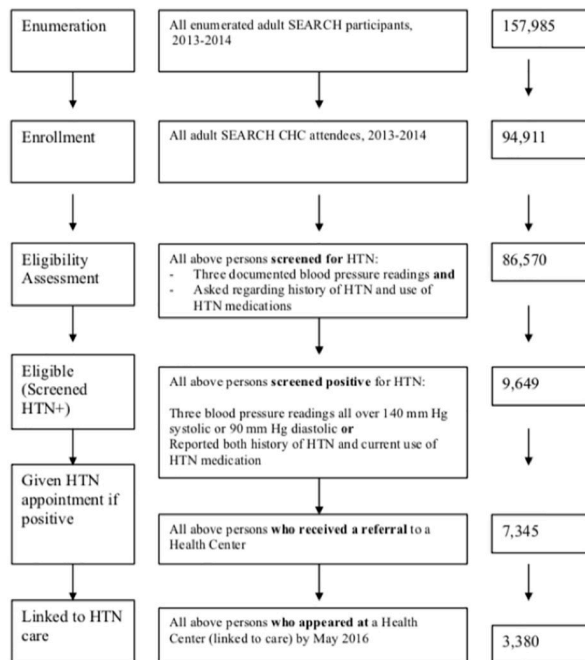 Enumeration
All enumerated adult SEARCH participants,
2013-2014
157,985
Enrollment
All adult SEARCH CHC attendees, 2013-2014
94,911
Eligibility
Assessment
All above persons screened for HTN:
- Three documented blood pressure readings and
- Asked regarding history of HTN and use of
HTN medications
86,570
Eligible
(Screened
HTN+)
All above persons screened positive for HTN:
Three blood pressure readings all over 140 mm Hg
systolic or 90 mm Hg diastolic or
Reported both history of HTN and current use of
HTN medication
9,649
Given HTN
appointment if
positive
All above persons who received a referral to a
Health Center
7,345
Linked to HTN
care
All above persons who appeared at a Health
Center (linked to care) by May 2016
3,380